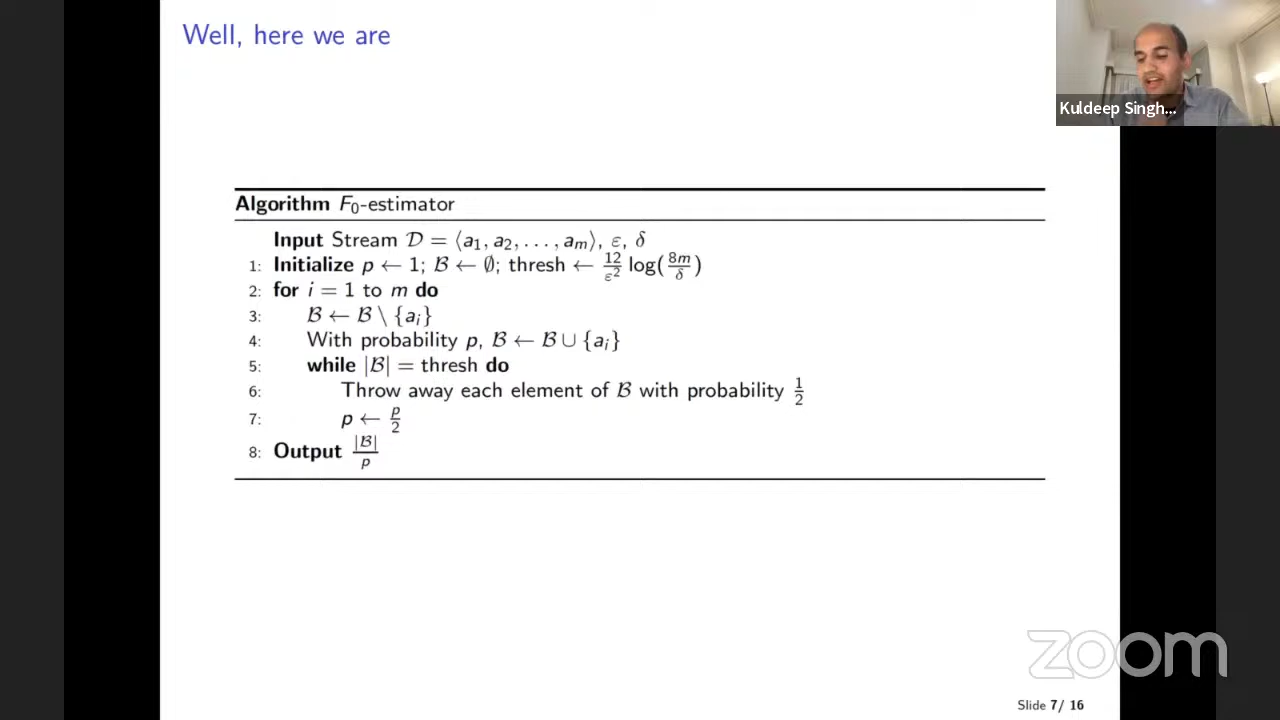 Well, here we are
Kuldeep Singh...
Algorithm F₀-estimator
Input Stream 𝒟 = ⟨a₁, a₂, . . . , aₘ⟩, ε, δ
1: Initialize p ← 1; ℬ ← ∅; thresh ← 12/ε² log(8m/δ)
2: for i = 1 to m do
3: ℬ ← ℬ \ {aᵢ}
4: With probability p, ℬ ← ℬ ∪ {aᵢ}
5: while |ℬ| = thresh do
6: Throw away each element of ℬ with probability 1/2
7: p ← p/2
8: Output |ℬ|/p
zoom
Slide 7/ 16